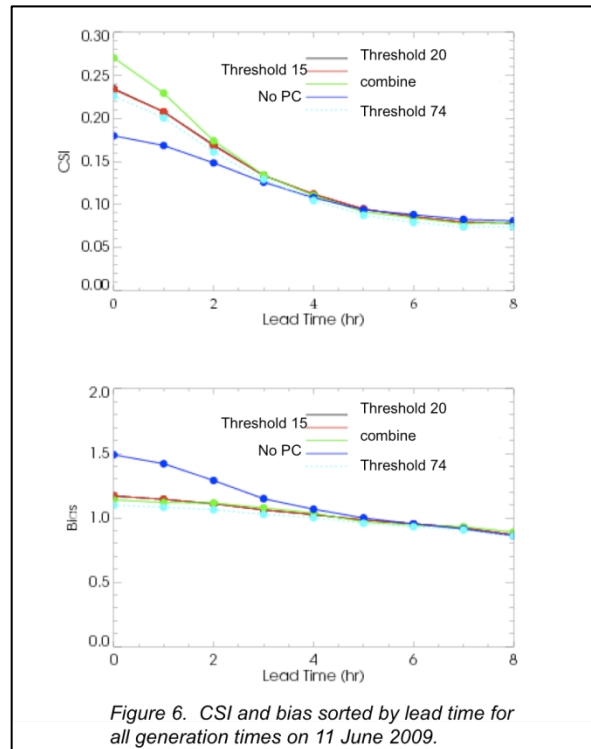 0.30
0.25
0.20
0.15
0.10
0.05
0.00
CSI
Threshold 20
Threshold 15
combine
No PC
Threshold 74
0 2 4 6 8
Lead Time (hr)
2.0
1.5
1.0
0.5
0.0
Bias
Threshold 20
Threshold 15
combine
No PC
Threshold 74
0 2 4 6 8
Lead Time (hr)
Figure 6. CSI and bias sorted by lead time for
all generation times on 11 June 2009.